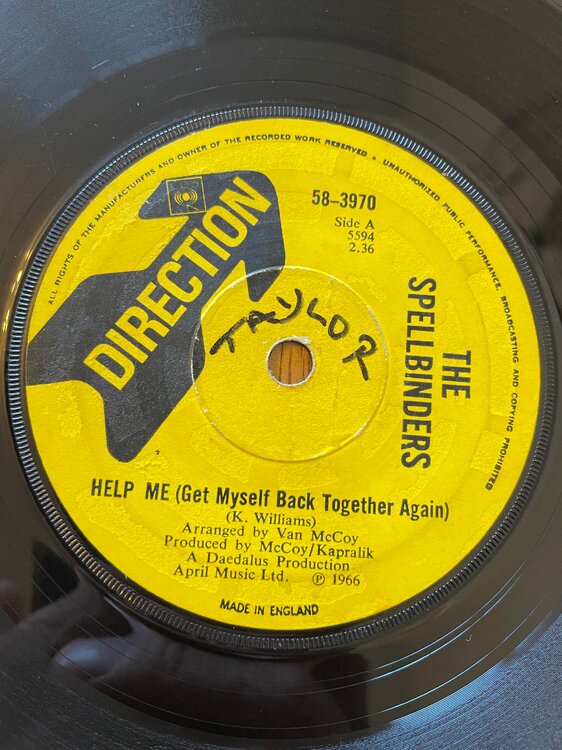 ALL RIGHTS OF THE MANUFACTURERS AND OWNER OF THE RECORDED WORK RESERVED • UNAUTHORIZED PUBLIC PERFORMANCE, BROADCASTING AND COPYING PROHIBITED
DIRECTION
58-3970
Side A
5594
2.36
THE
SPELLBINDERS
TAYLOR
HELP ME (Get Myself Back Together Again)
(K. Williams)
Arranged by Van McCoy
Produced by McCoy/Kapralik
A Daedalus Production
April Music Ltd. ℗ 1966
MADE IN ENGLAND